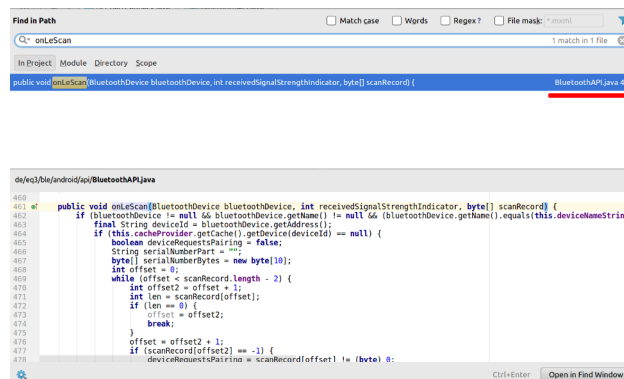 Find in Path Match case Words Regex ? File mask: *.mxml
onLeScan 1 match in 1 file
In Project Module Directory Scope
public void onLeScan(BluetoothDevice bluetoothDevice, int receivedSignalStrengthIndicator, byte[] scanRecord) { BluetoothAPI.java 4
de/eq3/ble/android/api/BluetoothAPI.java
460
461 public void onLeScan(BluetoothDevice bluetoothDevice, int receivedSignalStrengthIndicator, byte[] scanRecord) {
462 if (bluetoothDevice != null && bluetoothDevice.getName() != null && (bluetoothDevice.getName().equals(this.deviceNameStrin
463 final String deviceId = bluetoothDevice.getAddress();
464 if (this.cacheProvider.getCache().getDevice(deviceId) == null) {
465 boolean deviceRequestsPairing = false;
466 String serialNumberPart = "";
467 byte[] serialNumberBytes = new byte[10];
468 int offset = 0;
469 while (offset < scanRecord.length - 2) {
470 int offset2 = offset + 1;
471 int len = scanRecord[offset];
472 if (len == 0) {
473 offset = offset2;
474 break;
475 }
476 offset = offset2 + 1;
477 if (scanRecord[offset2] == -1) {
478 deviceRequestsPairing = scanRecord[offset] != (byte) 0;
Ctrl+Enter Open in Find Window